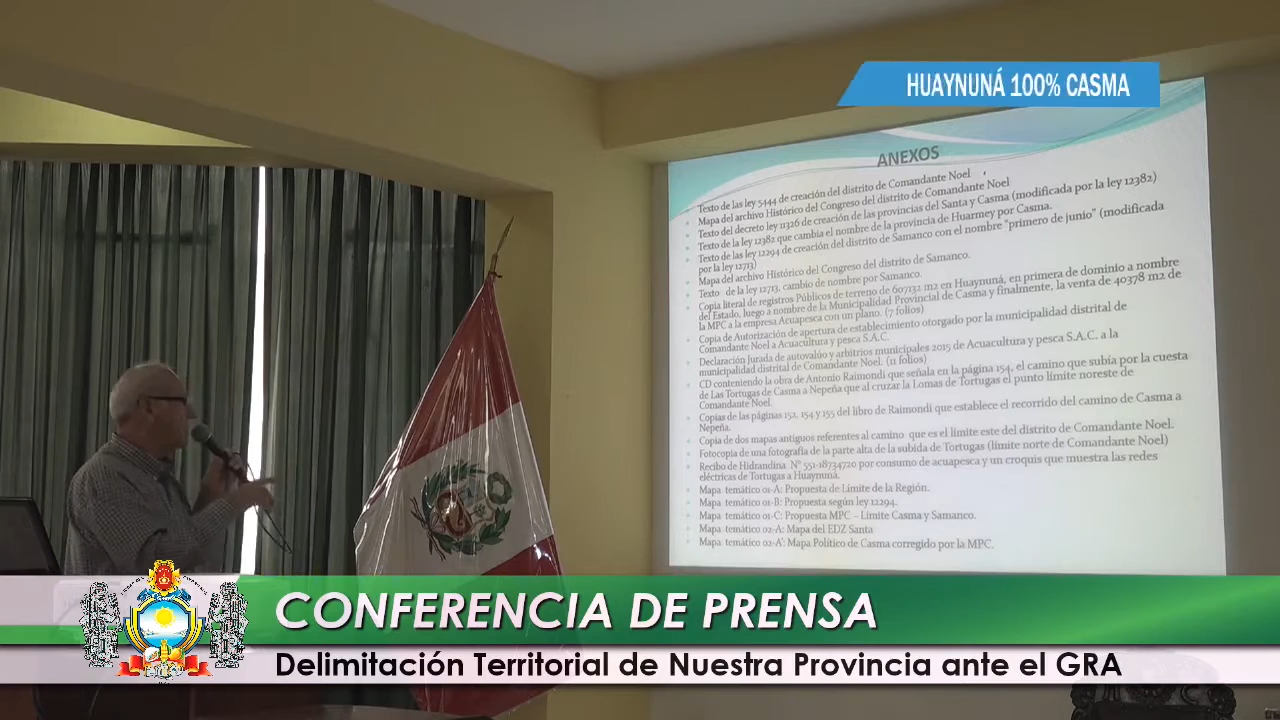 HUAYNUNÁ 100% CASMA
ANEXOS
Texto de las ley 5444 de creación del distrito de Comandante Noel
Mapa del archivo Histórico del Congreso del distrito de Comandante Noel
Texto del decreto ley 11326 de creación de las provincias del Santa y Casma (modificada por la ley 12382)
Texto de la ley 12382 que cambia el nombre de la provincia de Huarmey por Casma.
Texto de las ley 12294 de creación del distrito de Samanco con el nombre "primero de junio" (modificada
por la ley 12713)
Mapa del archivo Histórico del Congreso del distrito de Samanco.
Texto de la ley 12713, cambio de nombre por Samanco.
Copia literal de registros Públicos de terreno de 607132 m2 en Huaynuná, en primera de dominio a nombre
del Estado, luego a nombre de la Municipalidad Provincial de Casma y finalmente, la venta de 40378 m2 de
la MPC a la empresa Acuapesca con un plano. (7 folios)
Copia de Autorización de apertura de establecimiento otorgado por la municipalidad distrital de
Comandante Noel a Acuacultura y pesca S.A.C.
Declaración Jurada de autovalúo y arbitrios municipales 2015 de Acuacultura y pesca S.A.C, a la
municipalidad distrital de Comandante Noel. (11 folios)
CD conteniendo la obra de Antonio Raimondi que señala en la página 154, el camino que subía por la cuesta
de Las Tortugas de Casma a Nepeña que al cruzar la Lomas de Tortugas el punto límite noreste de
Comandante Noel.
Copias de las páginas 152, 154 y 155 del libro de Raimondi que establece el recorrido del camino de Casma a
Nepeña.
Copia de dos mapas antiguos referentes al camino que es el límite este del distrito de Comandante Noel.
Fotocopia de una fotografía de la parte alta de la subida de Tortugas (límite norte de Comandante Noel)
Recibo de Hidrandina N° 551-18734720 por consumo de acuapesca y un croquis que muestra las redes
eléctricas de Tortugas a Huaynuná.
Mapa temático 01-A: Propuesta de Límite de la Región.
Mapa temático 01-B: Propuesta según ley 12294.
Mapa temático 01-C: Propuesta MPC – Límite Casma y Samanco.
Mapa temático 02-A: Mapa del EDZ Santa
Mapa temático 02-A': Mapa Político de Casma corregido por la MPC.
CONFERENCIA DE PRENSA
Delimitación Territorial de Nuestra Provincia ante el GRA